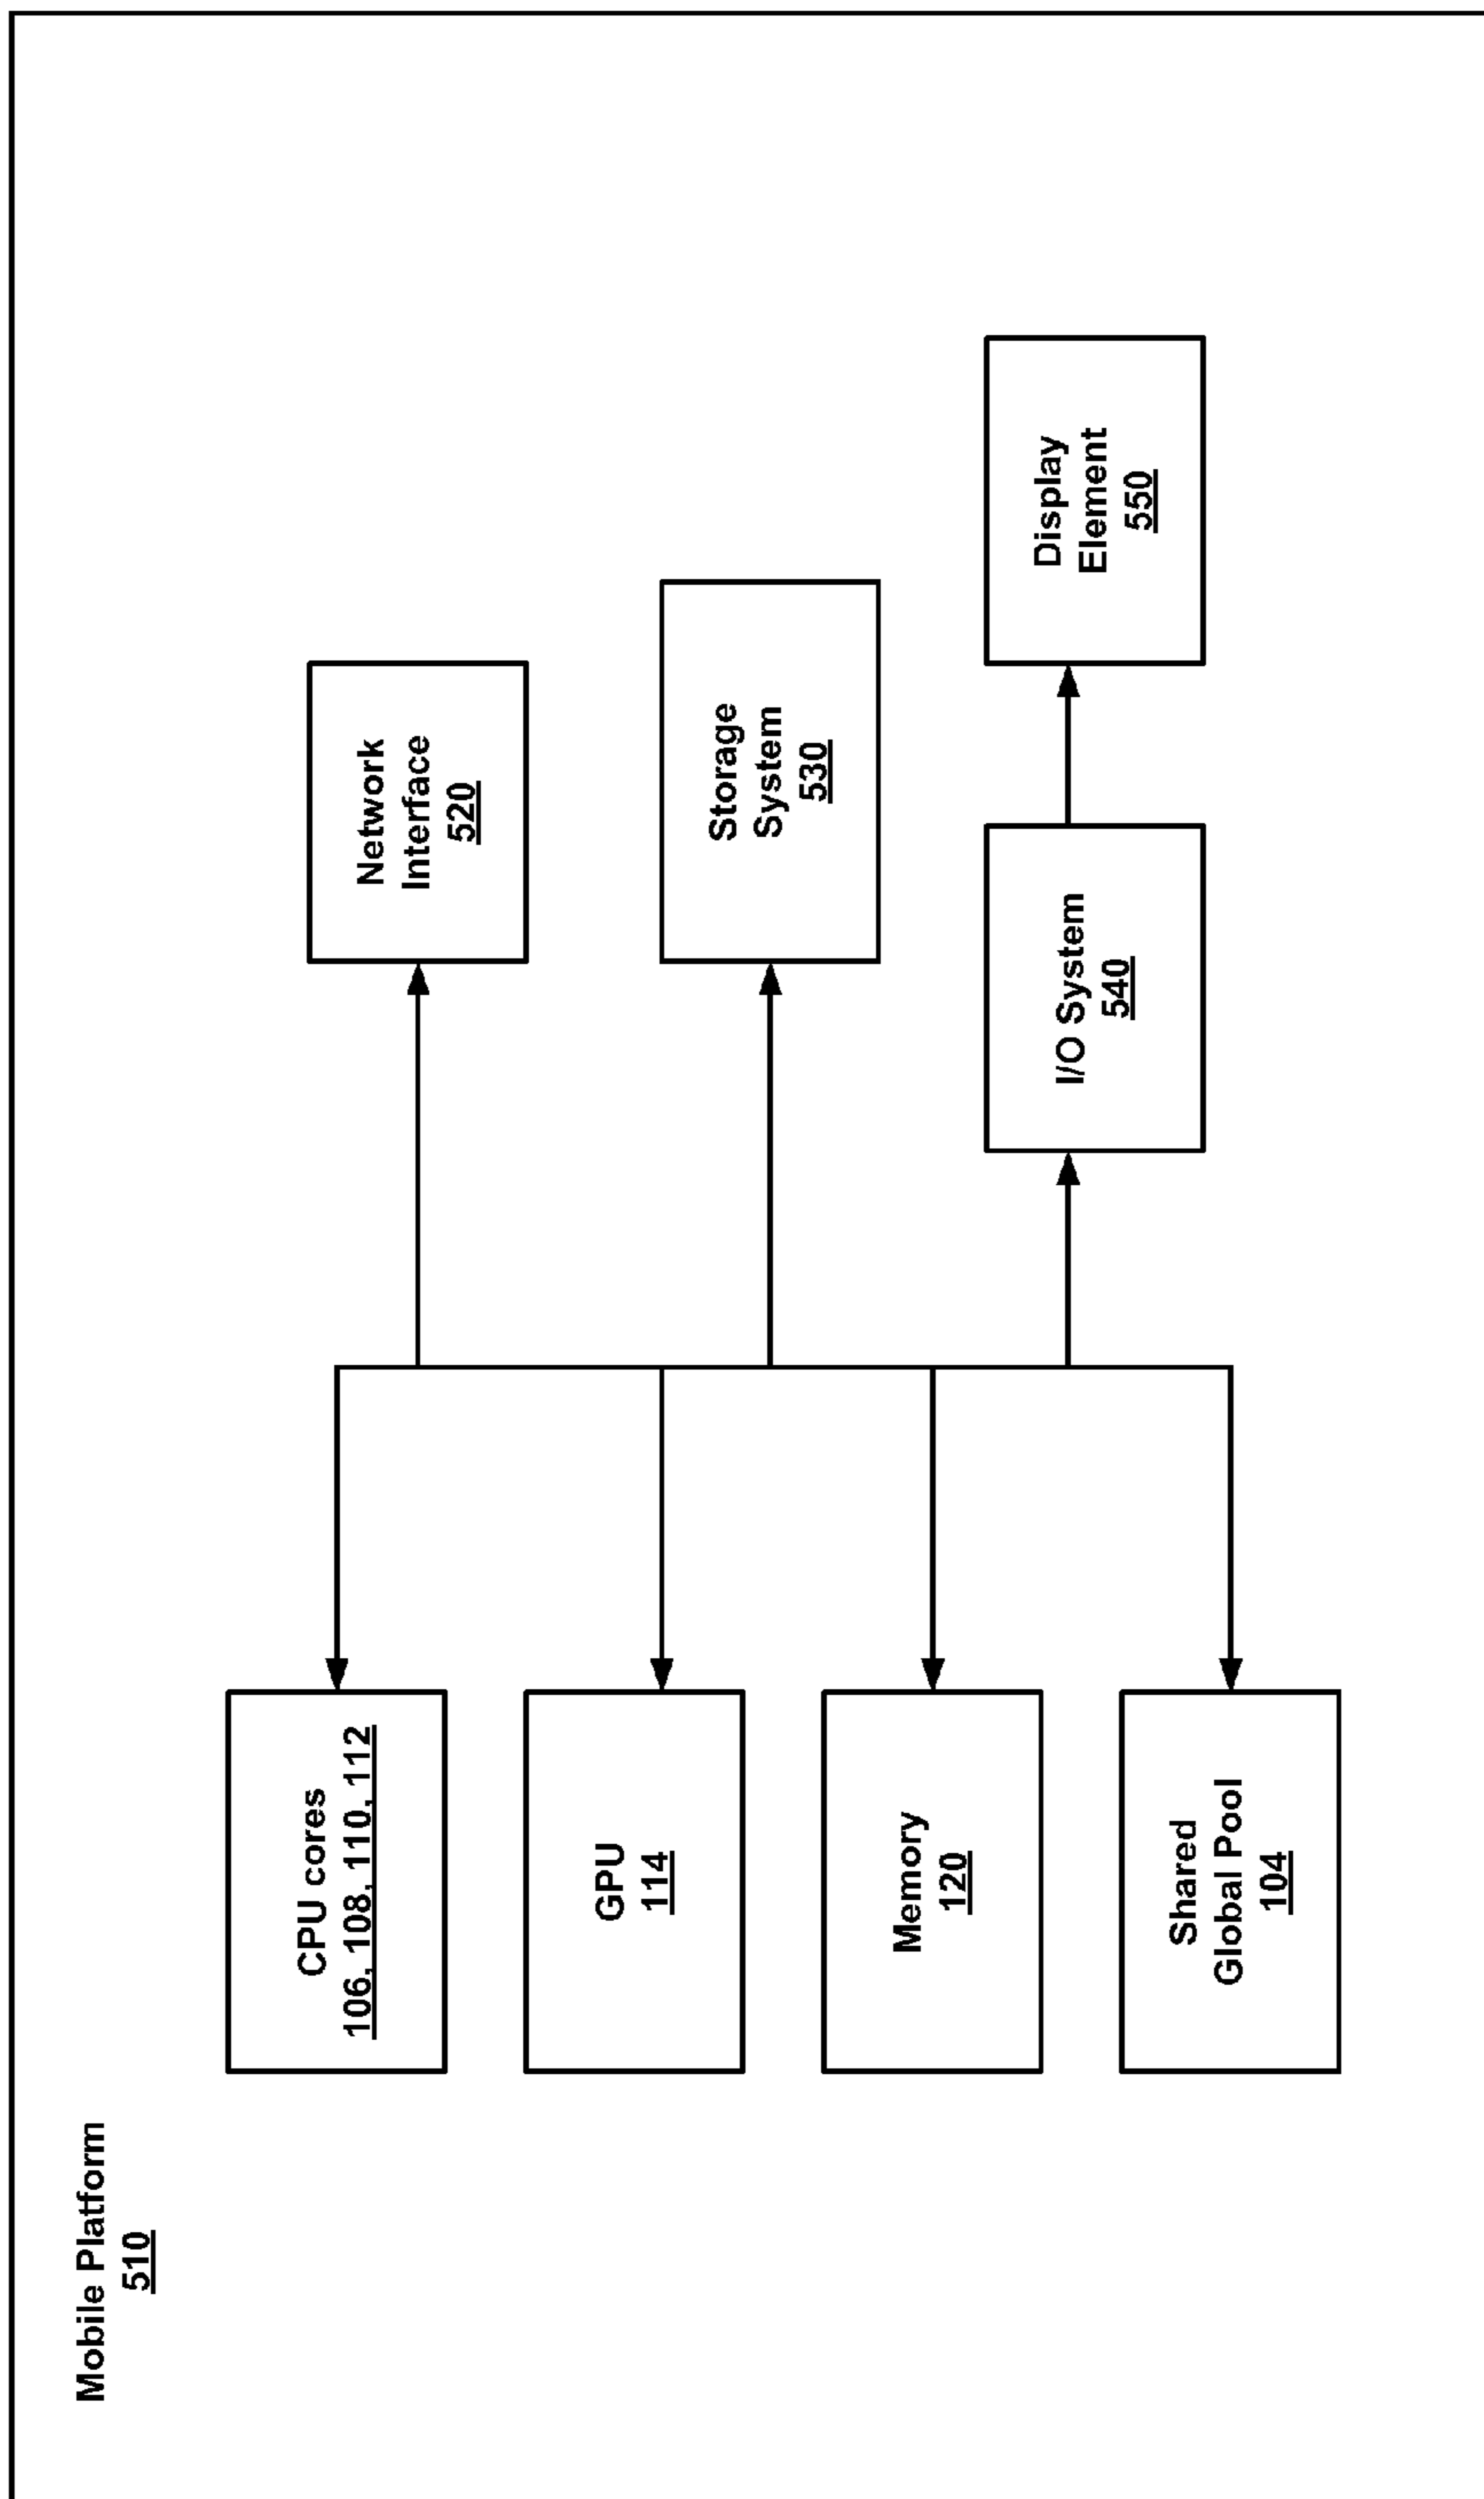 Mobile Platform
510
CPU cores
106, 108, 110, 112
GPU
114
Memory
120
Shared
Global Pool
104
Network
Interface
520
Storage
System
530
I/O System
540
Display
Element
550